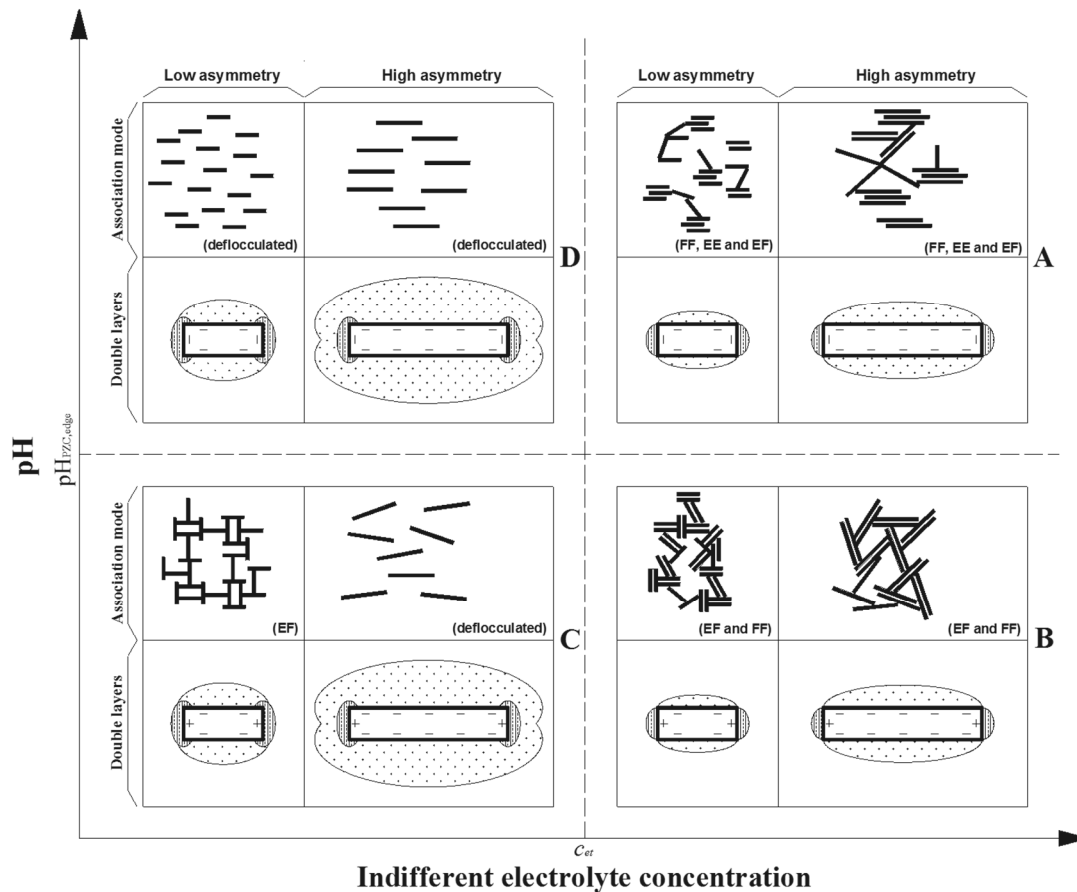 Low asymmetry
High asymmetry
Low asymmetry
High asymmetry
Association mode
(deflocculated)
(deflocculated)
D
(FF, EE and EF)
(FF, EE and EF)
A
Double layers
pH
pHPZC,edge
Association mode
(EF)
(deflocculated)
C
(EF and FF)
(EF and FF)
B
Double layers
cet
Indifferent electrolyte concentration